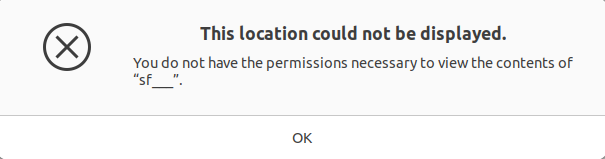 This location could not be displayed.
You do not have the permissions necessary to view the contents of
“sf___”.
OK